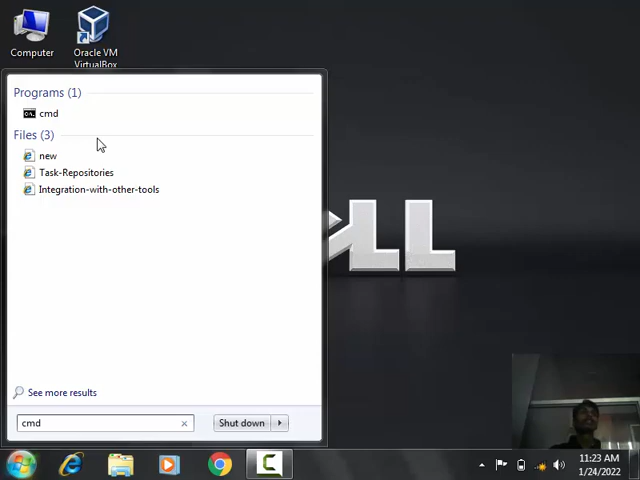 Computer
Oracle VM
VirtualBox
Programs (1)
cmd
Files (3)
new
Task-Repositories
Integration-with-other-tools
See more results
cmd
Shut down
11:23 AM
1/24/2022